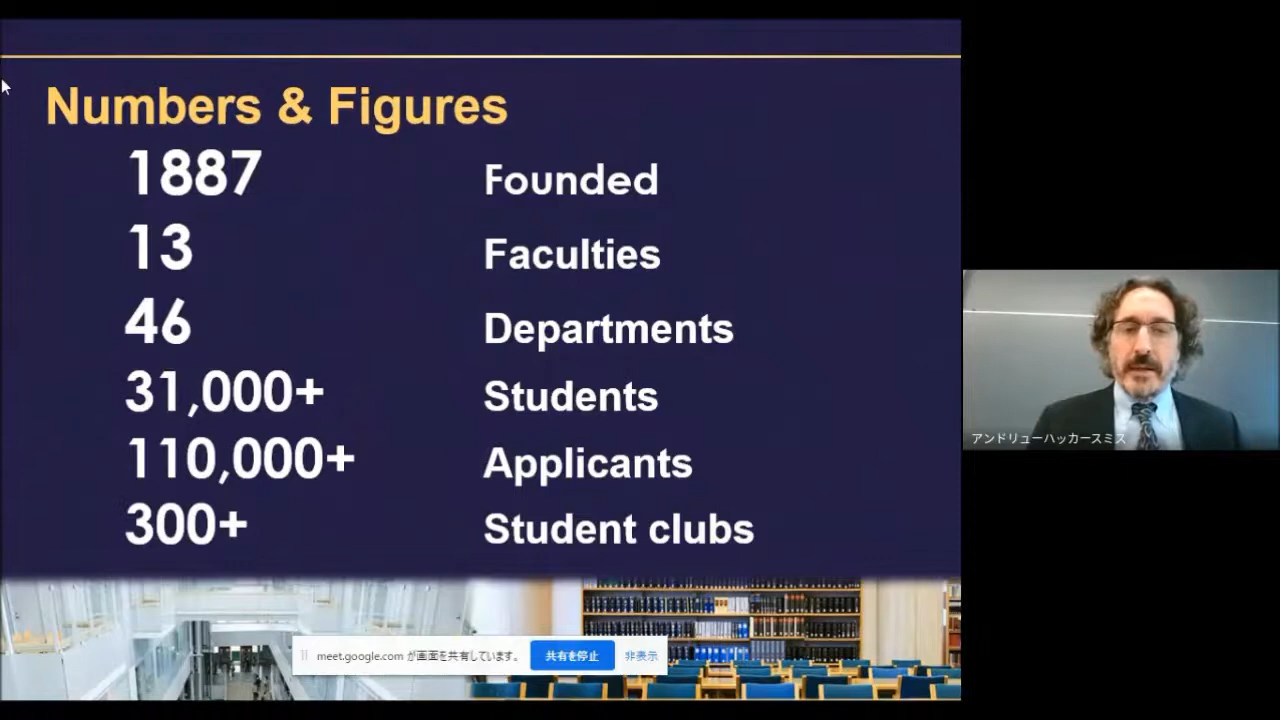 Numbers & Figures
1887 Founded
13 Faculties
46 Departments
31,000+ Students
110,000+ Applicants
300+ Student clubs
アンドリューハッカースミス
meet.google.com が画面を共有しています。 共有を停止 非表示